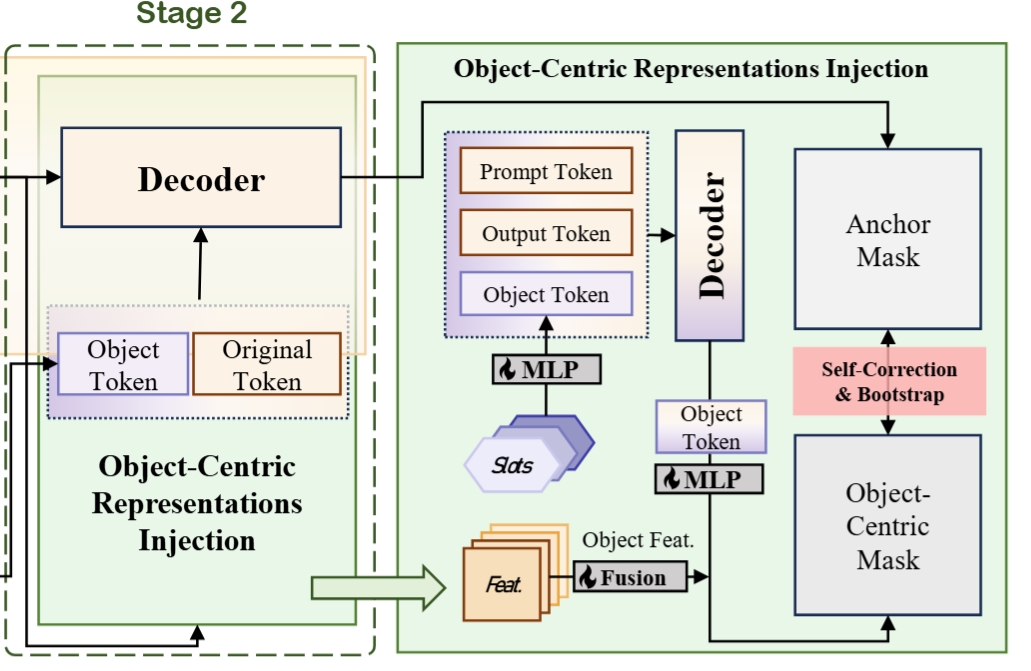 Stage 2
Decoder
Object
Token
Original
Token
Object-Centric
Representations
Injection
Object-Centric Representations Injection
Prompt Token
Output Token
Object Token
MLP
Slots
Decoder
Object
Token
MLP
Feat.
Object Feat.
Fusion
Anchor
Mask
Self-Correction
& Bootstrap
Object-
Centric
Mask